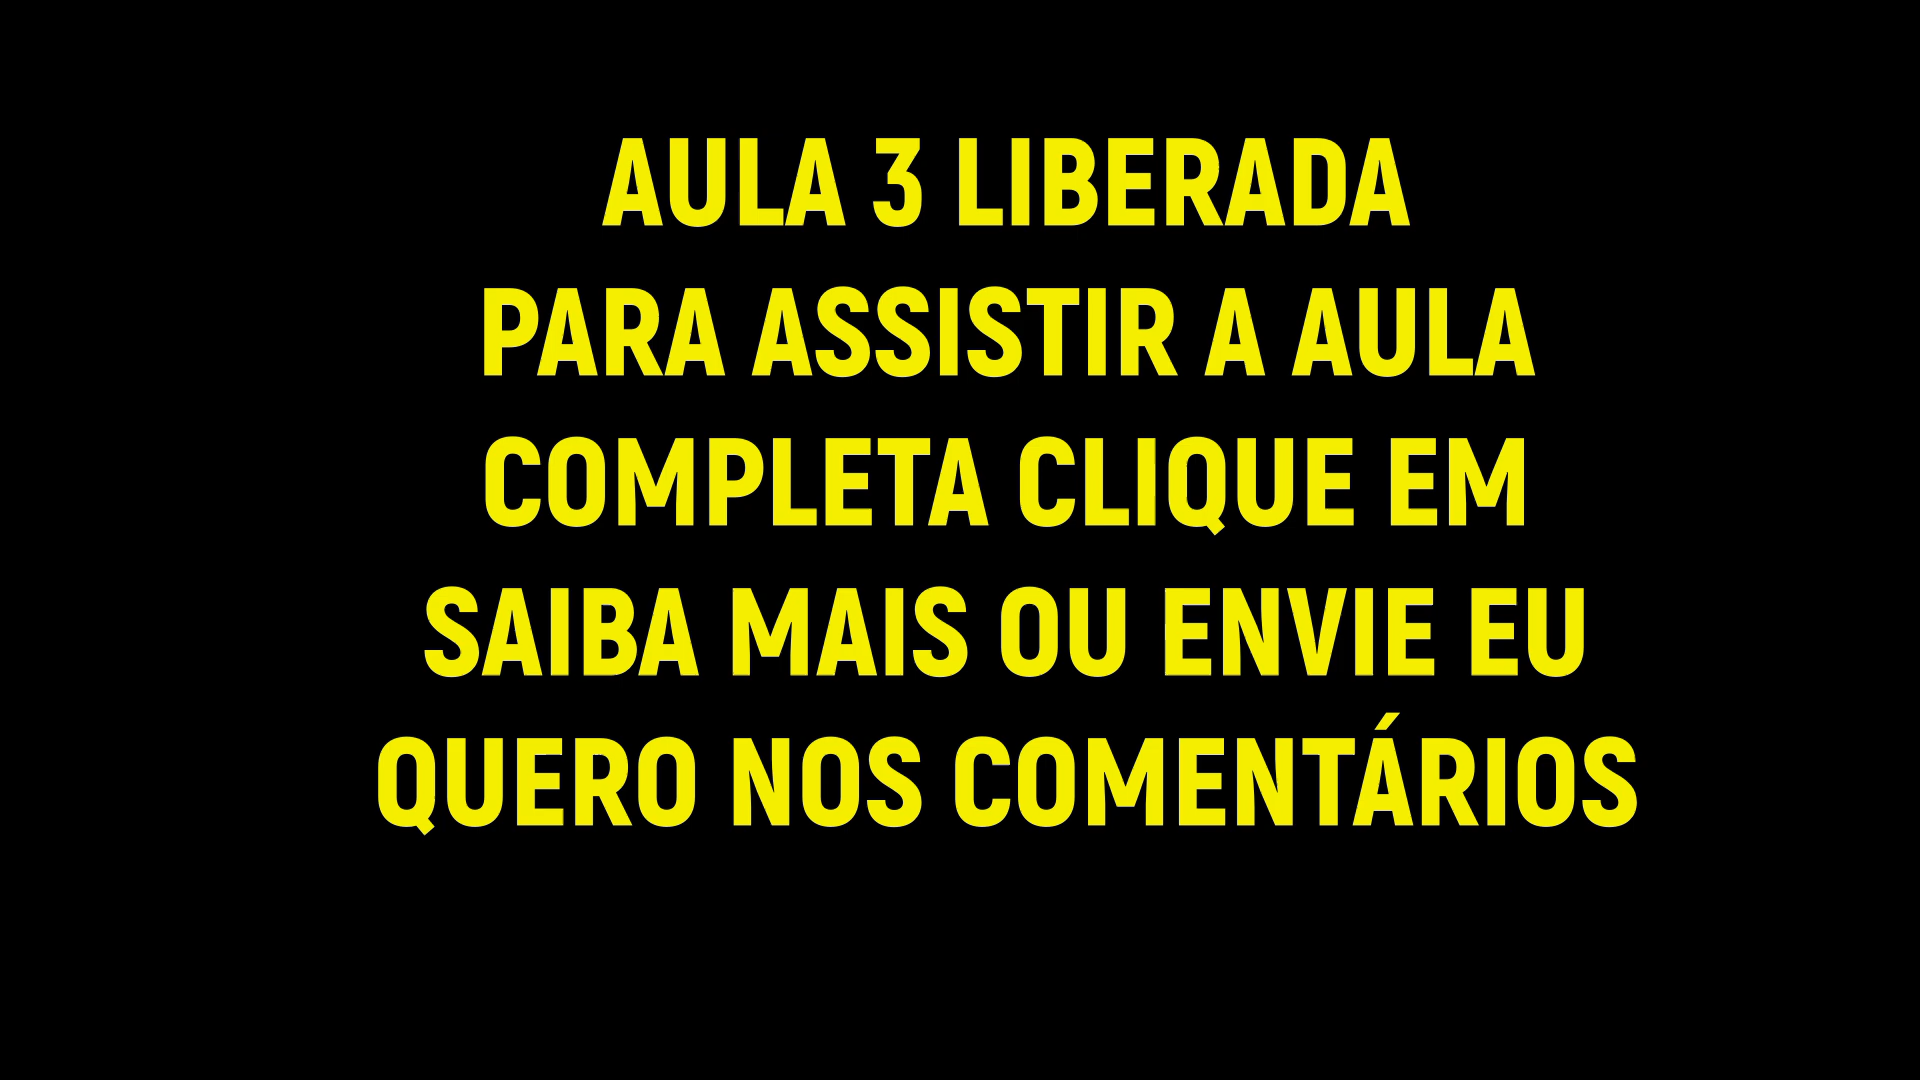 AULA 3 LIBERADA
PARA ASSISTIR A AULA
COMPLETA CLIQUE EM
SAIBA MAIS OU ENVIE EU
QUERO NOS COMENTÁRIOS